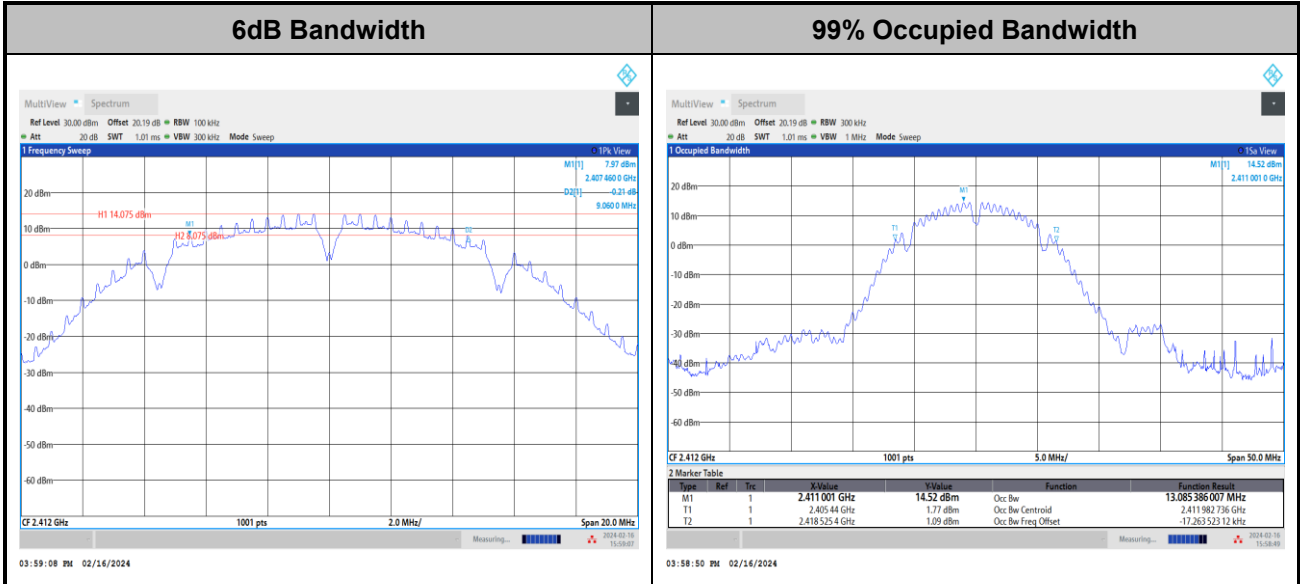 6dB Bandwidth
99% Occupied Bandwidth
MultiView Spectrum
Ref Level 30.00 dBm Offset 20.19 dB RBW 100 kHz
Att 20 dB SWT 1.01 ms VBW 300 kHz Mode Sweep
1 Frequency Sweep
1Pk View
M1[1] 7.97 dBm
2.407 460 0 GHz
D2[1] -0.21 dB
9.060 0 MHz
20 dBm
H1 14.075 dBm
M1
10 dBm
H2 8.075 dBm
D2
0 dBm
-10 dBm
-20 dBm
-30 dBm
-40 dBm
-50 dBm
-60 dBm
CF 2.412 GHz 1001 pts 2.0 MHz/ Span 20.0 MHz
Measuring... 2024-02-16
15:59:07
03:59:08 PM 02/16/2024
MultiView Spectrum
Ref Level 30.00 dBm Offset 20.19 dB RBW 300 kHz
Att 20 dB SWT 1.01 ms VBW 1 MHz Mode Sweep
1 Occupied Bandwidth
1Sa View
M1[1] 14.52 dBm
2.411 001 0 GHz
20 dBm
M1
10 dBm
T1
T2
0 dBm
-10 dBm
-20 dBm
-30 dBm
-40 dBm
-50 dBm
-60 dBm
CF 2.412 GHz 1001 pts 5.0 MHz/ Span 50.0 MHz
2 Marker Table
Type Ref Trc X-Value Y-Value Function Function Result
M1 1 2.411 001 GHz 14.52 dBm Occ Bw 13.085 386 007 MHz
T1 1 2.405 44 GHz 1.77 dBm Occ Bw Centroid 2.411 982 736 GHz
T2 1 2.418 525 4 GHz 1.09 dBm Occ Bw Freq Offset -17.263 523 12 kHz
Measuring... 2024-02-16
15:58:49
03:58:50 PM 02/16/2024